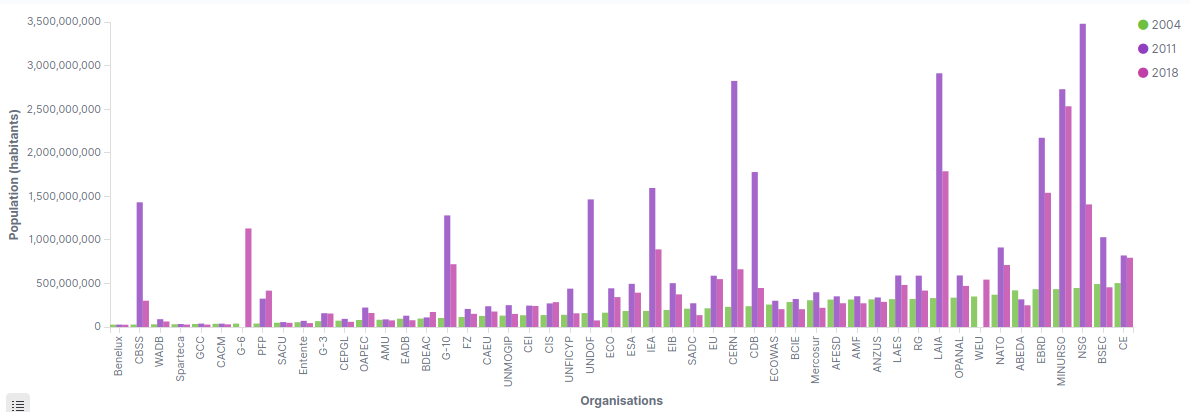 3,500,000,000
3,000,000,000
2,500,000,000
2,000,000,000
1,500,000,000
1,000,000,000
500,000,000
0
Population (habitants)
2004
2011
2018
Benelux
CBSS
WADB
Sparteca
GCC
CACM
G-6
PFP
SACU
Entente
G-3
CEPGL
OAPEC
AMU
EADB
BDEAC
G-10
FZ
CAEU
UNMOGIP
CEI
CIS
UNFICYP
UNDOF
ECO
ESA
IEA
EIB
SADC
EU
CERN
CDB
ECOWAS
BCIE
Mercosur
AFESD
AMF
ANZUS
LAES
RG
LAIA
OPANAL
WEU
NATO
ABEDA
EBRD
MINURSO
NSG
BSEC
CE
Organisations